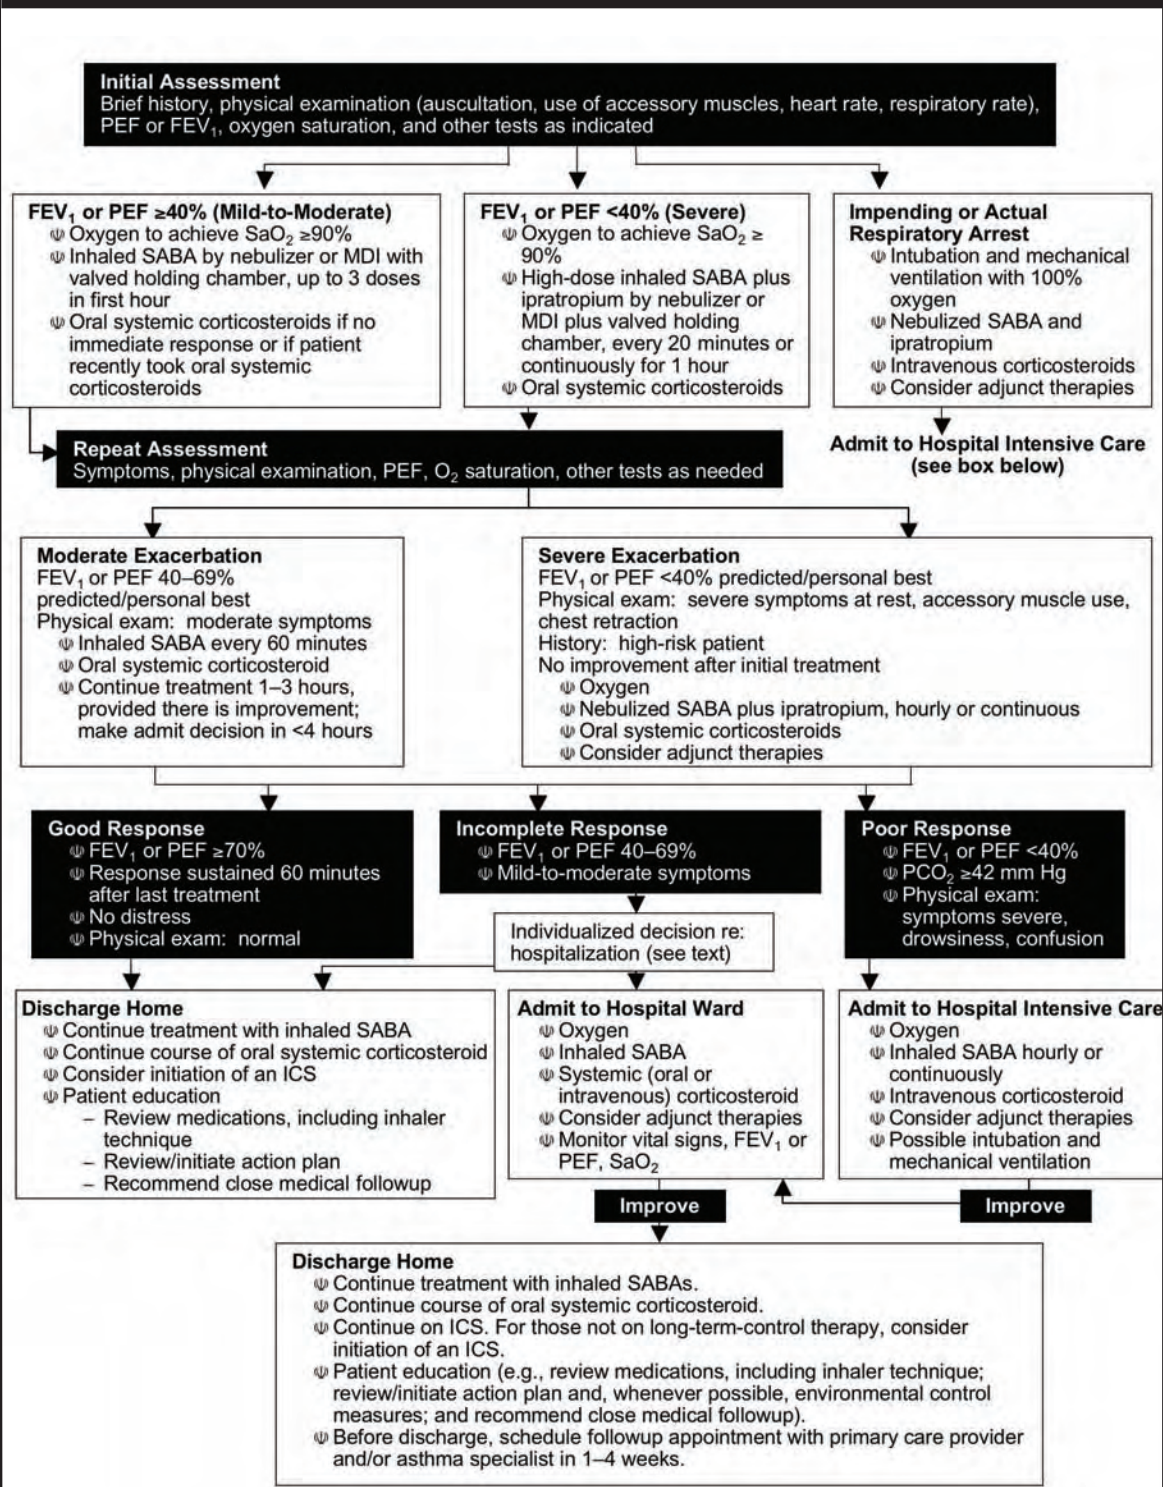 Initial Assessment
Brief history, physical examination (auscultation, use of accessory muscles, heart rate, respiratory rate),
PEF or FEV₁, oxygen saturation, and other tests as indicated
FEV₁ or PEF ≥40% (Mild-to-Moderate)
Oxygen to achieve SaO₂ ≥90%
Inhaled SABA by nebulizer or MDI with
valved holding chamber, up to 3 doses
in first hour
Oral systemic corticosteroids if no
immediate response or if patient
recently took oral systemic
corticosteroids
FEV₁ or PEF <40% (Severe)
Oxygen to achieve SaO₂ ≥
90%
High-dose inhaled SABA plus
ipratropium by nebulizer or
MDI plus valved holding
chamber, every 20 minutes or
continuously for 1 hour
Oral systemic corticosteroids
Impending or Actual
Respiratory Arrest
Intubation and mechanical
ventilation with 100%
oxygen
Nebulized SABA and
ipratropium
Intravenous corticosteroids
Consider adjunct therapies
Admit to Hospital Intensive Care
(see box below)
Repeat Assessment
Symptoms, physical examination, PEF, O₂ saturation, other tests as needed
Moderate Exacerbation
FEV₁ or PEF 40–69%
predicted/personal best
Physical exam: moderate symptoms
Inhaled SABA every 60 minutes
Oral systemic corticosteroid
Continue treatment 1–3 hours,
provided there is improvement;
make admit decision in <4 hours
Severe Exacerbation
FEV₁ or PEF <40% predicted/personal best
Physical exam: severe symptoms at rest, accessory muscle use,
chest retraction
History: high-risk patient
No improvement after initial treatment
Oxygen
Nebulized SABA plus ipratropium, hourly or continuous
Oral systemic corticosteroids
Consider adjunct therapies
Good Response
FEV₁ or PEF ≥70%
Response sustained 60 minutes
after last treatment
No distress
Physical exam: normal
Incomplete Response
FEV₁ or PEF 40–69%
Mild-to-moderate symptoms
Poor Response
FEV₁ or PEF <40%
PCO₂ ≥42 mm Hg
Physical exam:
symptoms severe,
drowsiness, confusion
Individualized decision re:
hospitalization (see text)
Discharge Home
Continue treatment with inhaled SABA
Continue course of oral systemic corticosteroid
Consider initiation of an ICS
Patient education
– Review medications, including inhaler
technique
– Review/initiate action plan
– Recommend close medical followup
Admit to Hospital Ward
Oxygen
Inhaled SABA
Systemic (oral or
intravenous) corticosteroid
Consider adjunct therapies
Monitor vital signs, FEV₁ or
PEF, SaO₂
Admit to Hospital Intensive Care
Oxygen
Inhaled SABA hourly or
continuously
Intravenous corticosteroid
Consider adjunct therapies
Possible intubation and
mechanical ventilation
Improve
Improve
Discharge Home
Continue treatment with inhaled SABAs.
Continue course of oral systemic corticosteroid.
Continue on ICS. For those not on long-term-control therapy, consider
initiation of an ICS.
Patient education (e.g., review medications, including inhaler technique;
review/initiate action plan and, whenever possible, environmental control
measures; and recommend close medical followup).
Before discharge, schedule followup appointment with primary care provider
and/or asthma specialist in 1–4 weeks.